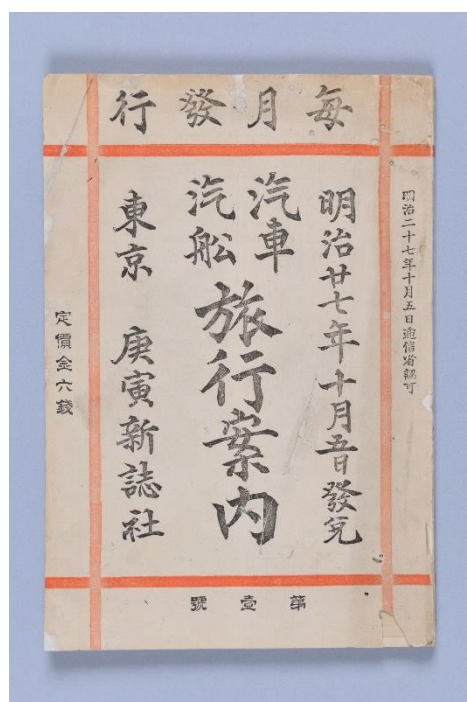 毎月發行
明治二十七年十月五日逓信省認可
明治廿七年十月五日發兌
汽車
汽舩
旅行案内
東京 庚寅新誌社
定價金六錢
第壹號